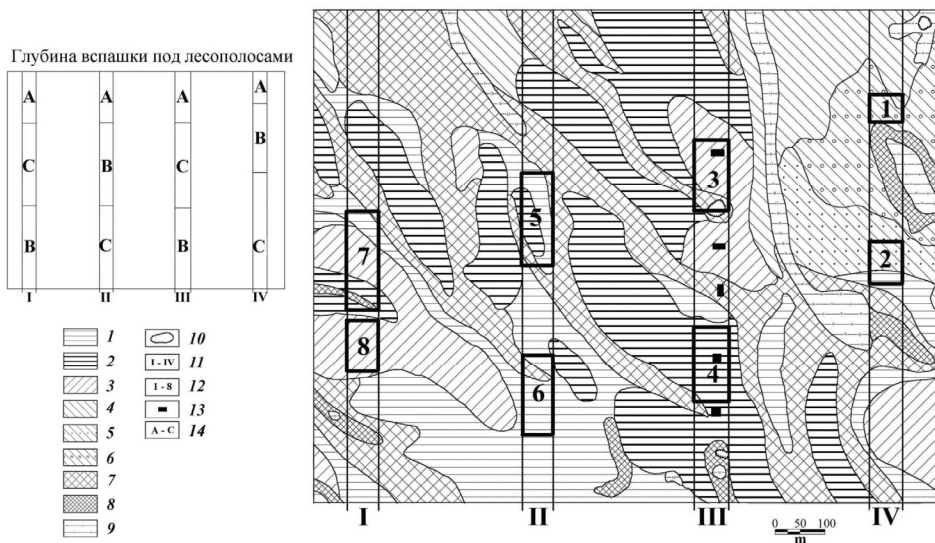 Глубина вспашки под лесополосами
A A A A
B
C B C
B C B C
I II III IV
1 10
2 I - IV 11
3 1 - 8 12
4 13
5 A - C 14
6
7
8
9
1
3
5
2
7
8
4
6
I II III IV
0 50 100
m